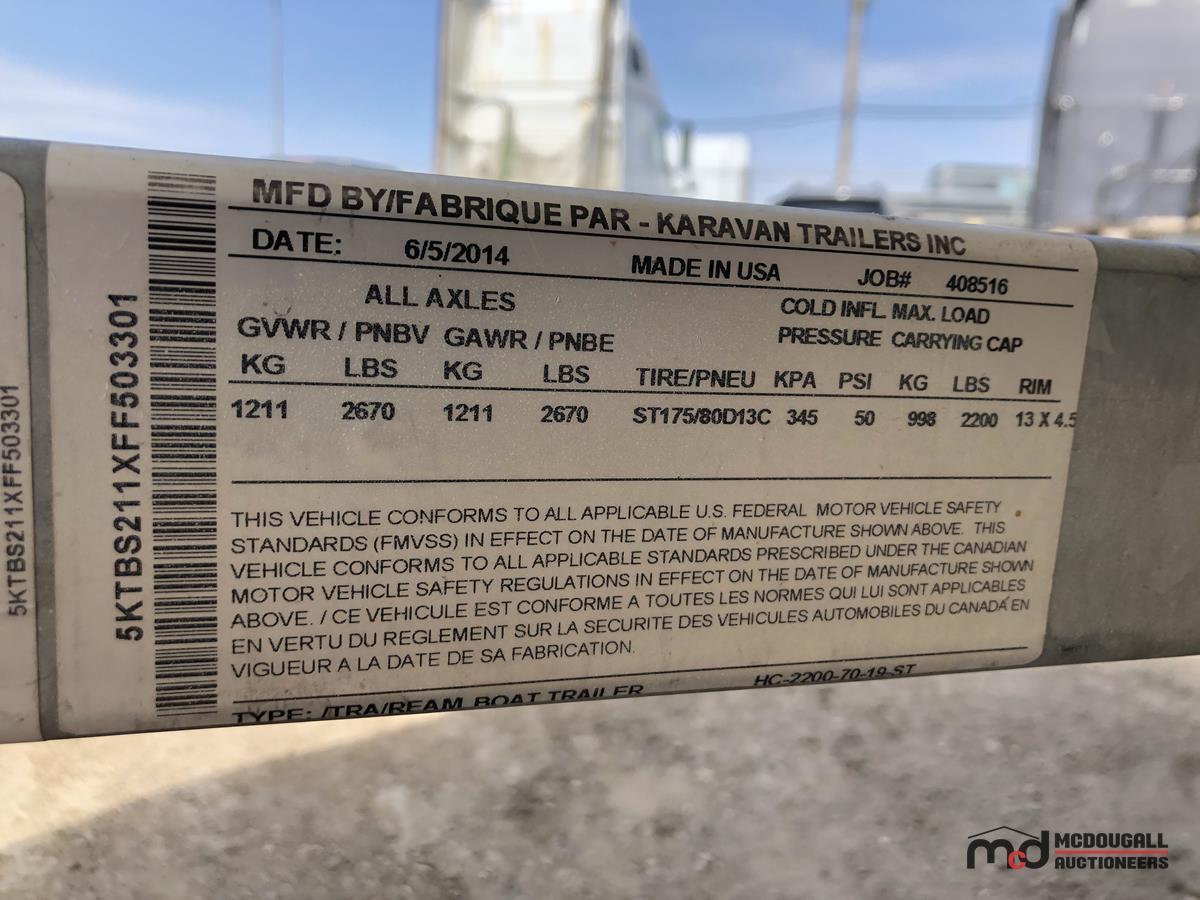 5KTBS211XFF503301
5KTBS211XFF503301
MFD BY/FABRIQUE PAR - KARAVAN TRAILERS INC
DATE: 6/5/2014 MADE IN USA JOB# 408516
ALL AXLES COLD INFL. MAX. LOAD
GVWR / PNBV GAWR / PNBE PRESSURE CARRYING CAP
KG LBS KG LBS TIRE/PNEU KPA PSI KG LBS RIM
1211 2670 1211 2670 ST175/80D13C 345 50 998 2200 13 X 4.5
THIS VEHICLE CONFORMS TO ALL APPLICABLE U.S. FEDERAL MOTOR VEHICLE SAFETY
STANDARDS (FMVSS) IN EFFECT ON THE DATE OF MANUFACTURE SHOWN ABOVE. THIS
VEHICLE CONFORMS TO ALL APPLICABLE STANDARDS PRESCRIBED UNDER THE CANADIAN
MOTOR VEHICLE SAFETY REGULATIONS IN EFFECT ON THE DATE OF MANUFACTURE SHOWN
ABOVE. / CE VEHICULE EST CONFORME A TOUTES LES NORMES QUI LUI SONT APPLICABLES
EN VERTU DU REGLEMENT SUR LA SECURITE DES VEHICULES AUTOMOBILES DU CANADA EN
VIGUEUR A LA DATE DE SA FABRICATION.
TYPE: /TRA/REAM, BOAT TRAILER HC-2200-70-19-ST
mcd MCDOUGALL
AUCTIONEERS